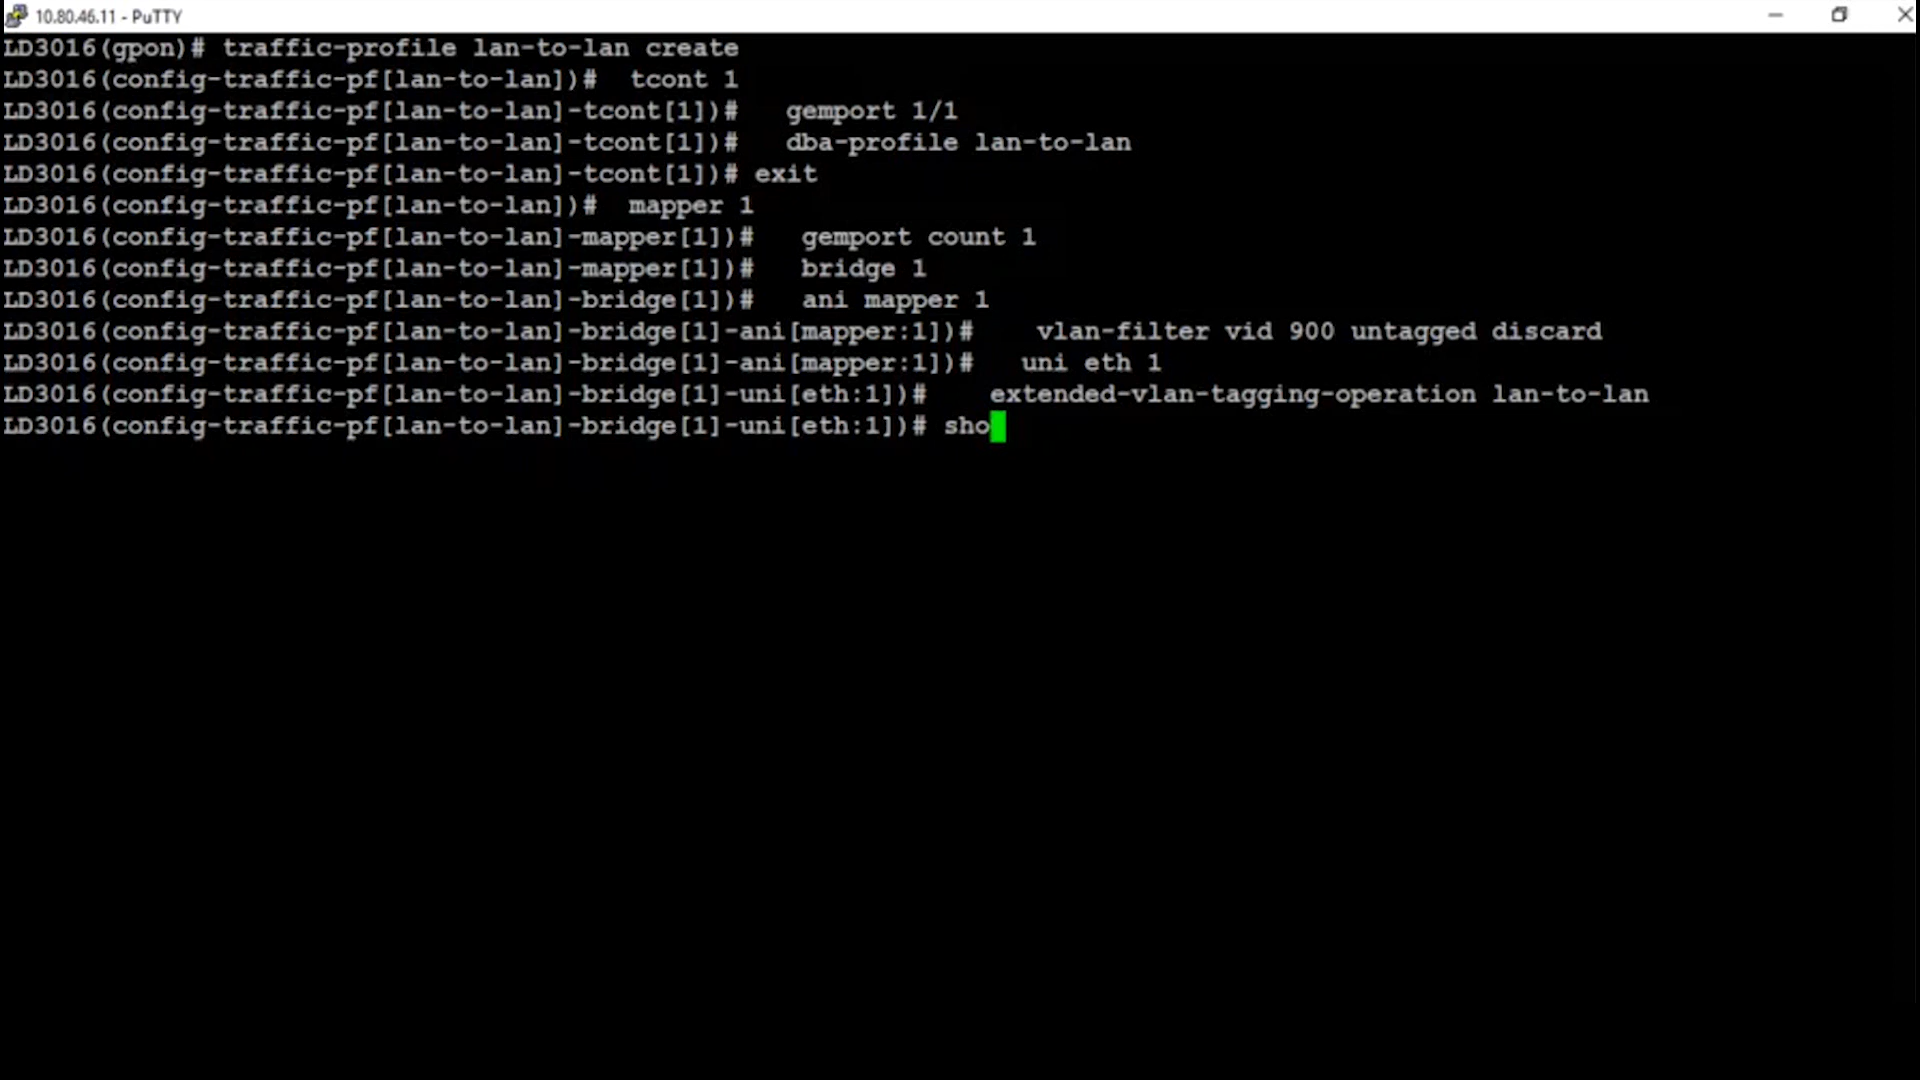 10.80.46.11 - PuTTY
LD3016(gpon)# traffic-profile lan-to-lan create
LD3016(config-traffic-pf[lan-to-lan])#  tcont 1
LD3016(config-traffic-pf[lan-to-lan]-tcont[1])#   gemport 1/1
LD3016(config-traffic-pf[lan-to-lan]-tcont[1])#   dba-profile lan-to-lan
LD3016(config-traffic-pf[lan-to-lan]-tcont[1])# exit
LD3016(config-traffic-pf[lan-to-lan])#  mapper 1
LD3016(config-traffic-pf[lan-to-lan]-mapper[1])#   gemport count 1
LD3016(config-traffic-pf[lan-to-lan]-mapper[1])#   bridge 1
LD3016(config-traffic-pf[lan-to-lan]-bridge[1])#   ani mapper 1
LD3016(config-traffic-pf[lan-to-lan]-bridge[1]-ani[mapper:1])#    vlan-filter vid 900 untagged discard
LD3016(config-traffic-pf[lan-to-lan]-bridge[1]-ani[mapper:1])#   uni eth 1
LD3016(config-traffic-pf[lan-to-lan]-bridge[1]-uni[eth:1])#    extended-vlan-tagging-operation lan-to-lan
LD3016(config-traffic-pf[lan-to-lan]-bridge[1]-uni[eth:1])# sho